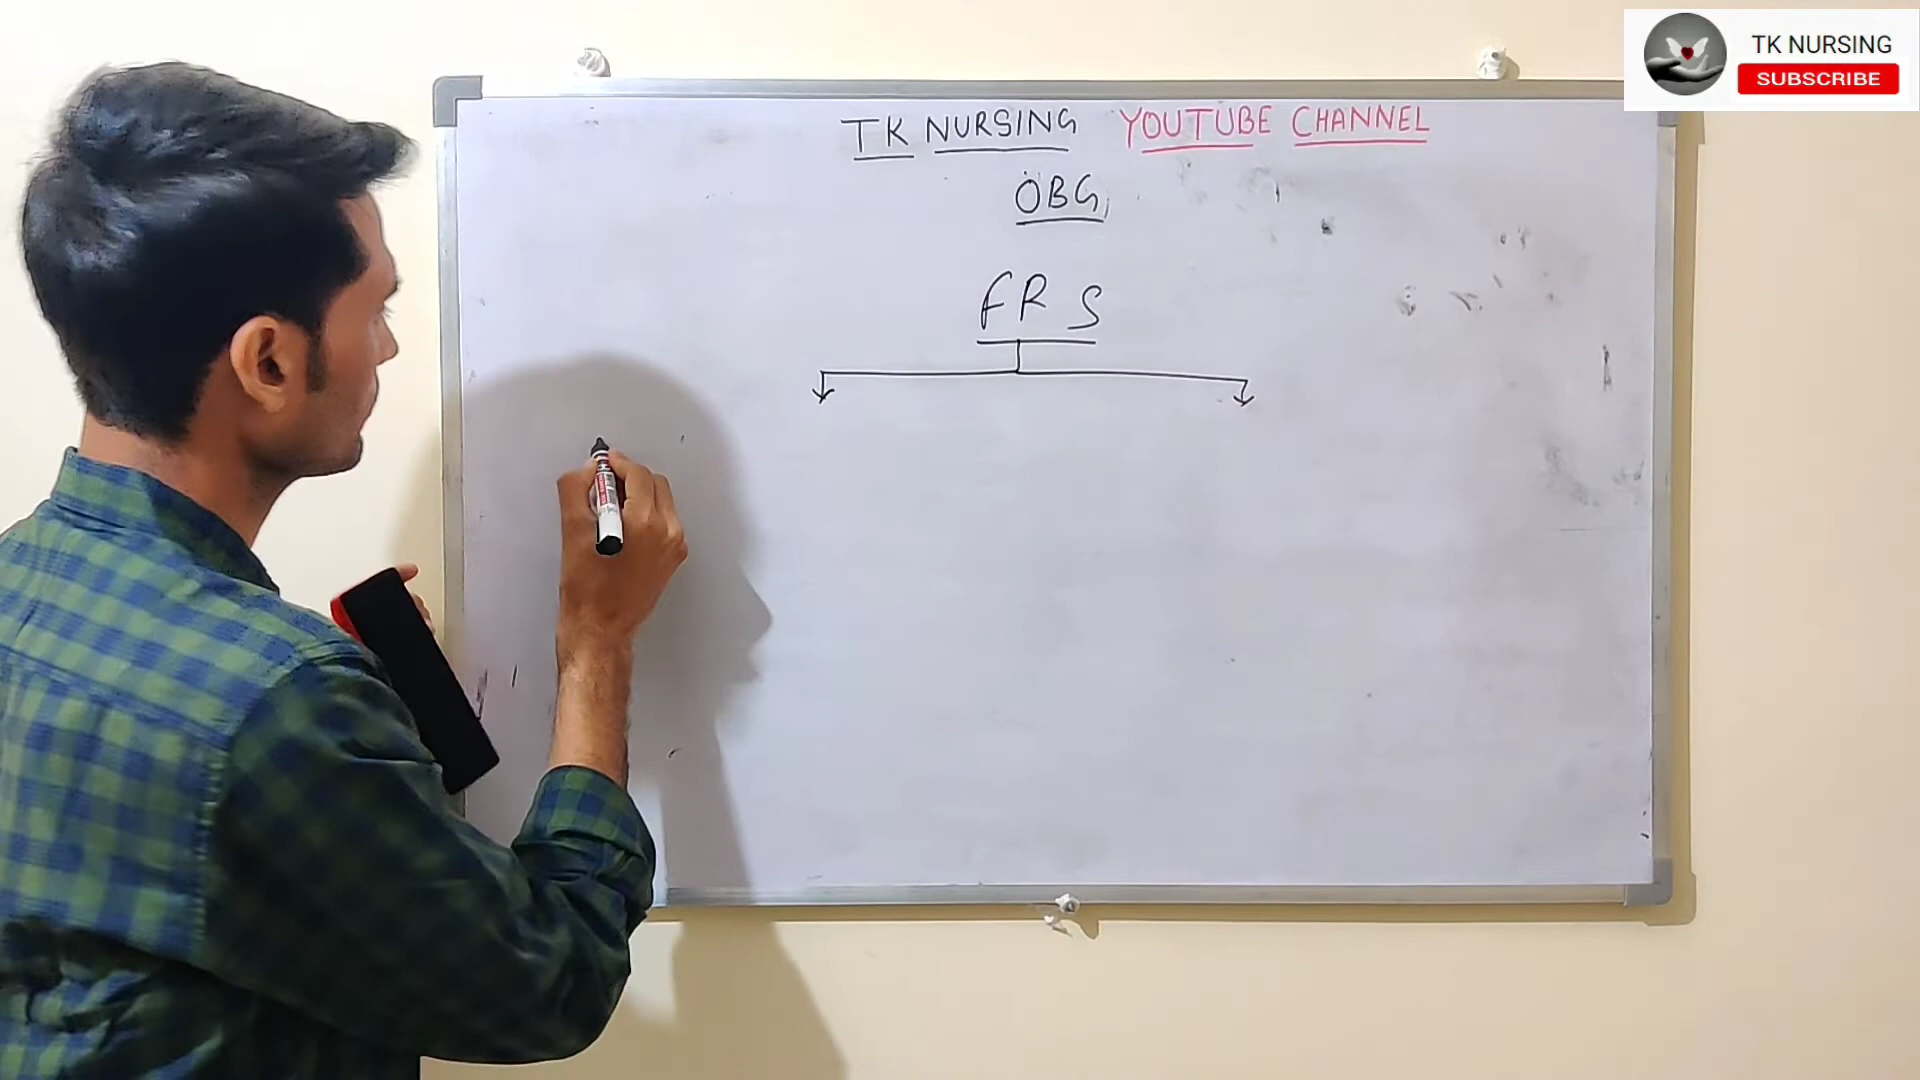 TK NURSING
SUBSCRIBE
TK NURSING YOUTUBE CHANNEL
OBG
FRS